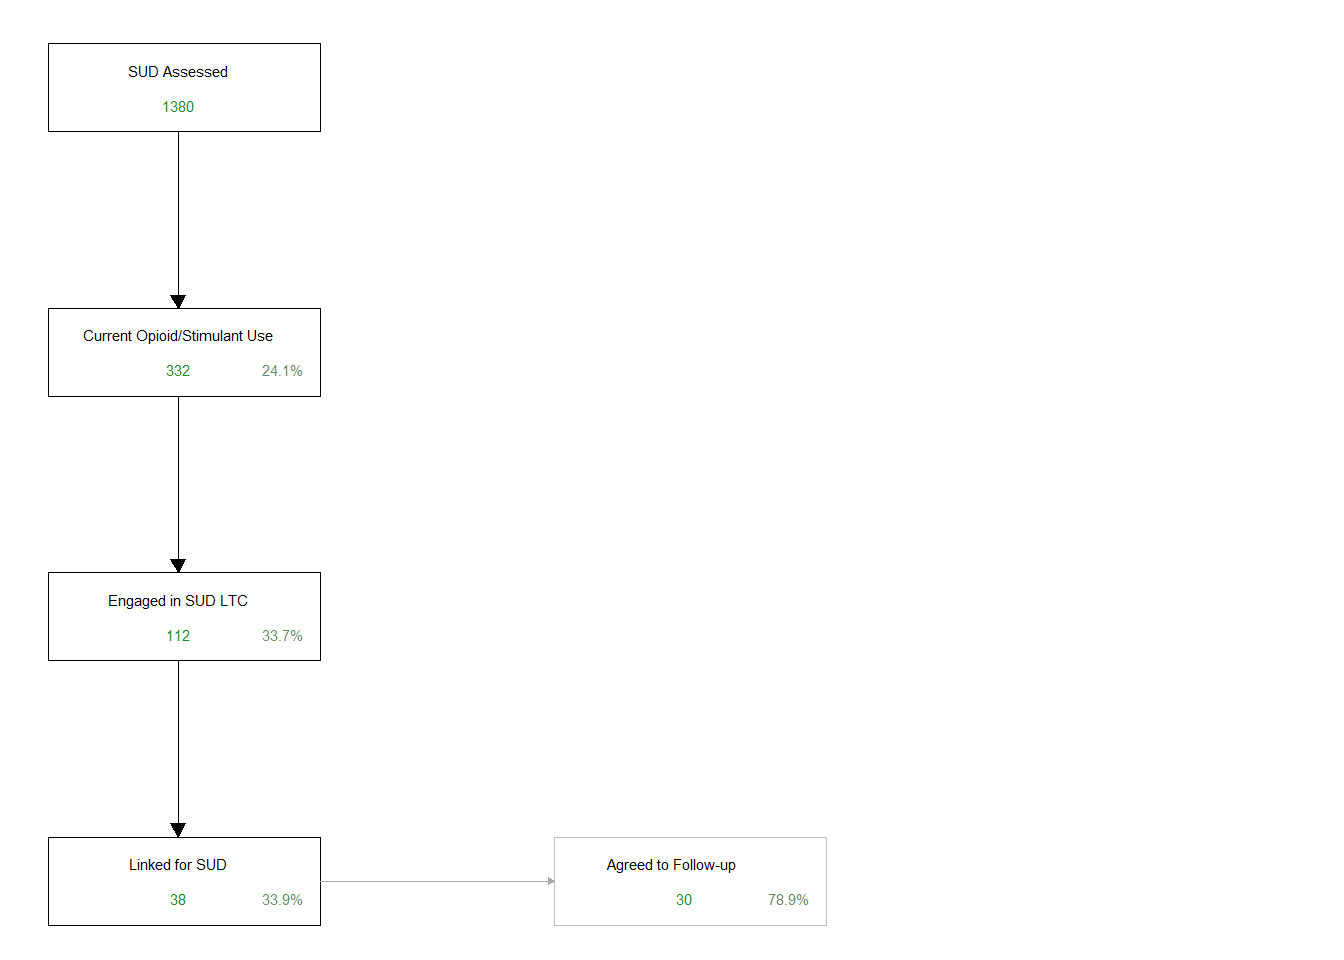 SUD Assessed
1380
Current Opioid/Stimulant Use
332 24.1%
Engaged in SUD LTC
112 33.7%
Linked for SUD
38 33.9%
Agreed to Follow-up
30 78.9%